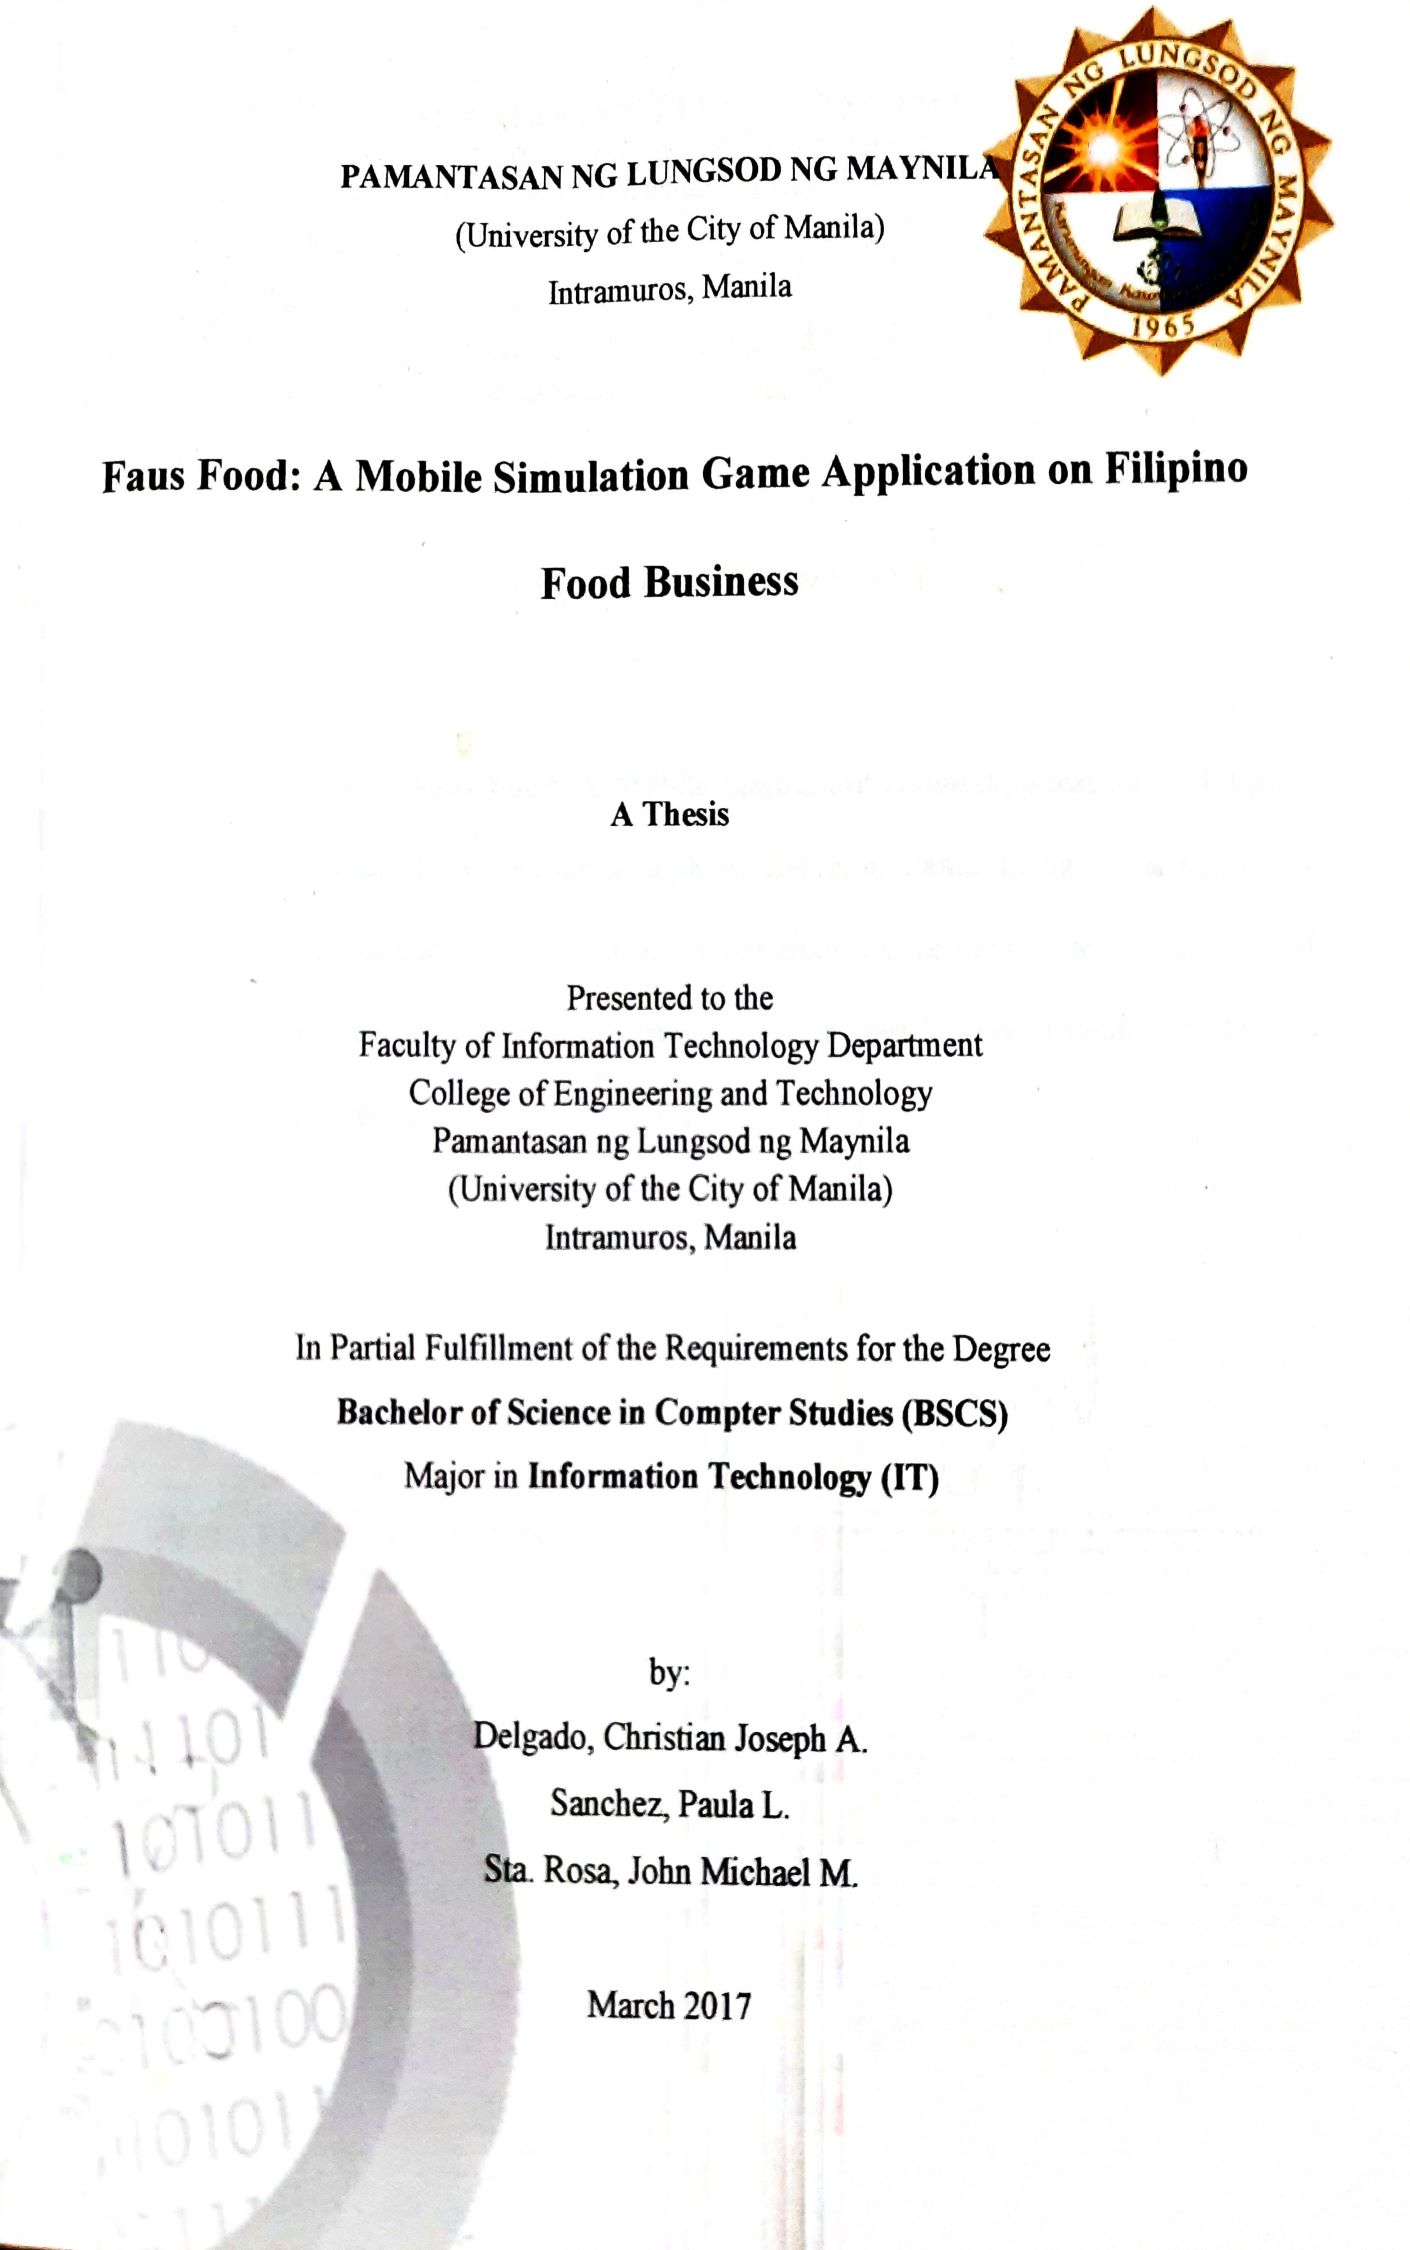 PAMANTASAN NG LUNGSOD NG MAYNILA
(University of the City of Manila)
Intramuros, Manila
PAMANTASAN NG LUNGSOD NG MAYNILA
1965
Faus Food: A Mobile Simulation Game Application on Filipino
Food Business
A Thesis
Presented to the
Faculty of Information Technology Department
College of Engineering and Technology
Pamantasan ng Lungsod ng Maynila
(University of the City of Manila)
Intramuros, Manila
In Partial Fulfillment of the Requirements for the Degree
Bachelor of Science in Compter Studies (BSCS)
Major in Information Technology (IT)
by:
Delgado, Christian Joseph A.
Sanchez, Paula L.
Sta. Rosa, John Michael M.
March 2017
110
11101
101011
1010111